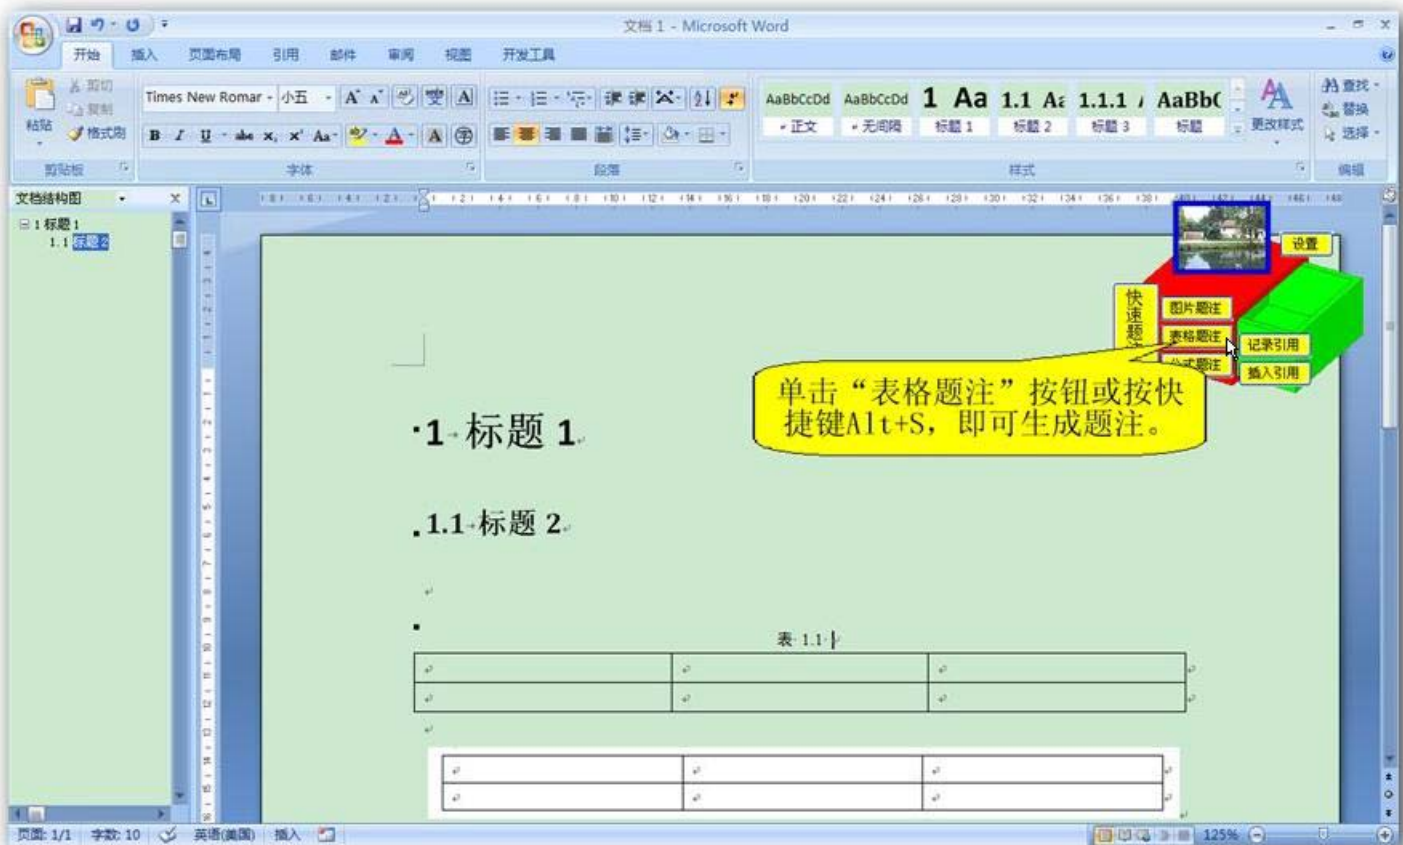 文档 1 - Microsoft Word
开始 插入 页面布局 引用 邮件 审阅 视图 开发工具
剪切
复制
粘贴 格式刷
Times New Romar 小五
AaBbCcDd AaBbCcDd 1 Aa 1.1 Aa 1.1.1 AaBb(
正文 无间隔 标题 1 标题 2 标题 3 标题
更改样式
查找
替换
选择
剪贴板 字体 段落 样式 编辑
文档结构图
1 标题 1
1.1 标题 2
设置
快速题注
图片题注
表格题注
公式题注
记录引用
插入引用
单击“表格题注”按钮或按快
捷键Alt+S，即可生成题注。
1 标题 1
1.1 标题 2
表 1.1
页面: 1/1 字数: 10 英语(美国) 插入 125%